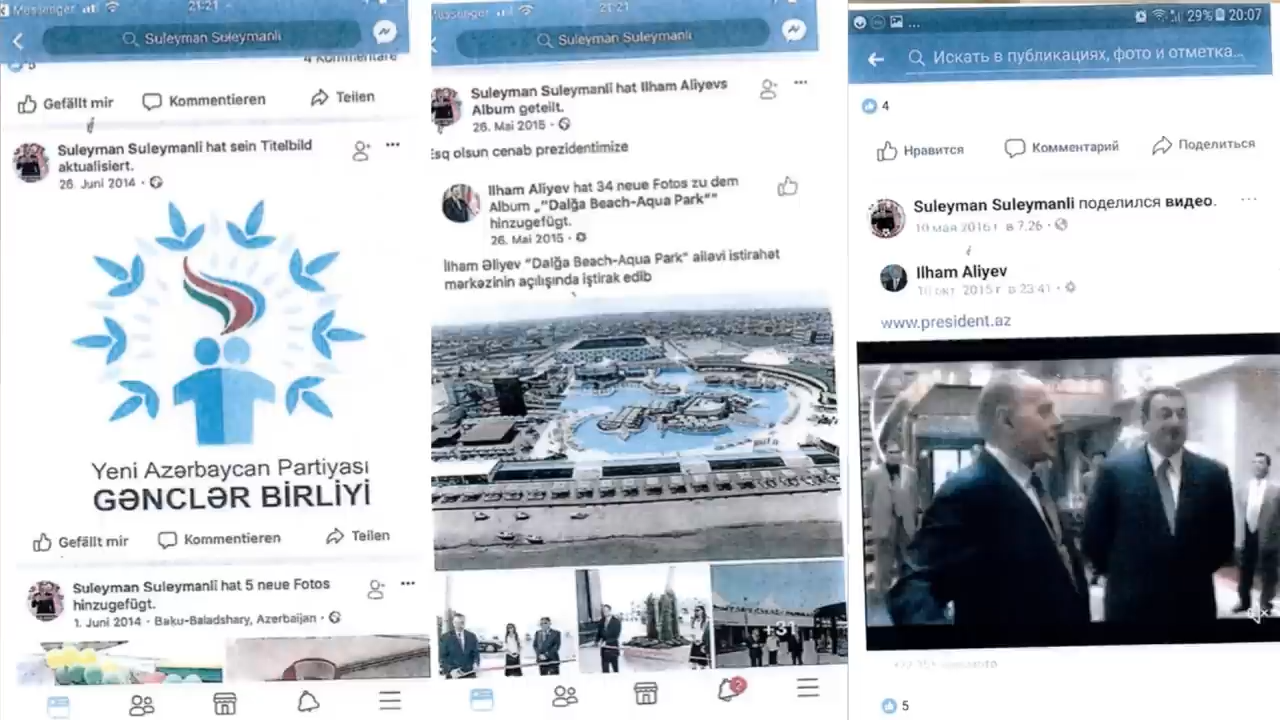 Messenger
21:21
Suleyman Suleymanli
5
4 Kommentare
Gefällt mir
Kommentieren
Teilen
Suleyman Suleymanli hat sein Titelbild
aktualisiert.
26. Juni 2014 ·
Yeni Azərbaycan Partiyası
GƏNCLƏR BİRLİYİ
Gefällt mir
Kommentieren
Teilen
Suleyman Suleymanli hat 5 neue Fotos
hinzugefügt.
1. Juni 2014 · Baku-Baladshary, Azerbaijan ·
Messenger
21:21
Suleyman Suleymanli
Suleyman Suleymanli hat Ilham Aliyevs
Album geteilt.
26. Mai 2015 ·
Esq olsun cenab prezidentimize
Ilham Aliyev hat 34 neue Fotos zu dem
Album „"Dalğa Beach-Aqua Park""
hinzugefügt.
26. Mai 2015 ·
İlham Əliyev "Dalğa Beach-Aqua Park" ailəvi istirahət
mərkəzinin açılışında iştirak edib
+31
2
... 29% 20:07
Искать в публикациях, фото и отметка...
4
Нравится
Комментарий
Поделиться
Suleyman Suleymanli поделился видео.
10 мая 2016 г. в 7:26 ·
Ilham Aliyev
10 окт. 2015 г. в 23:41 ·
www.president.az
5